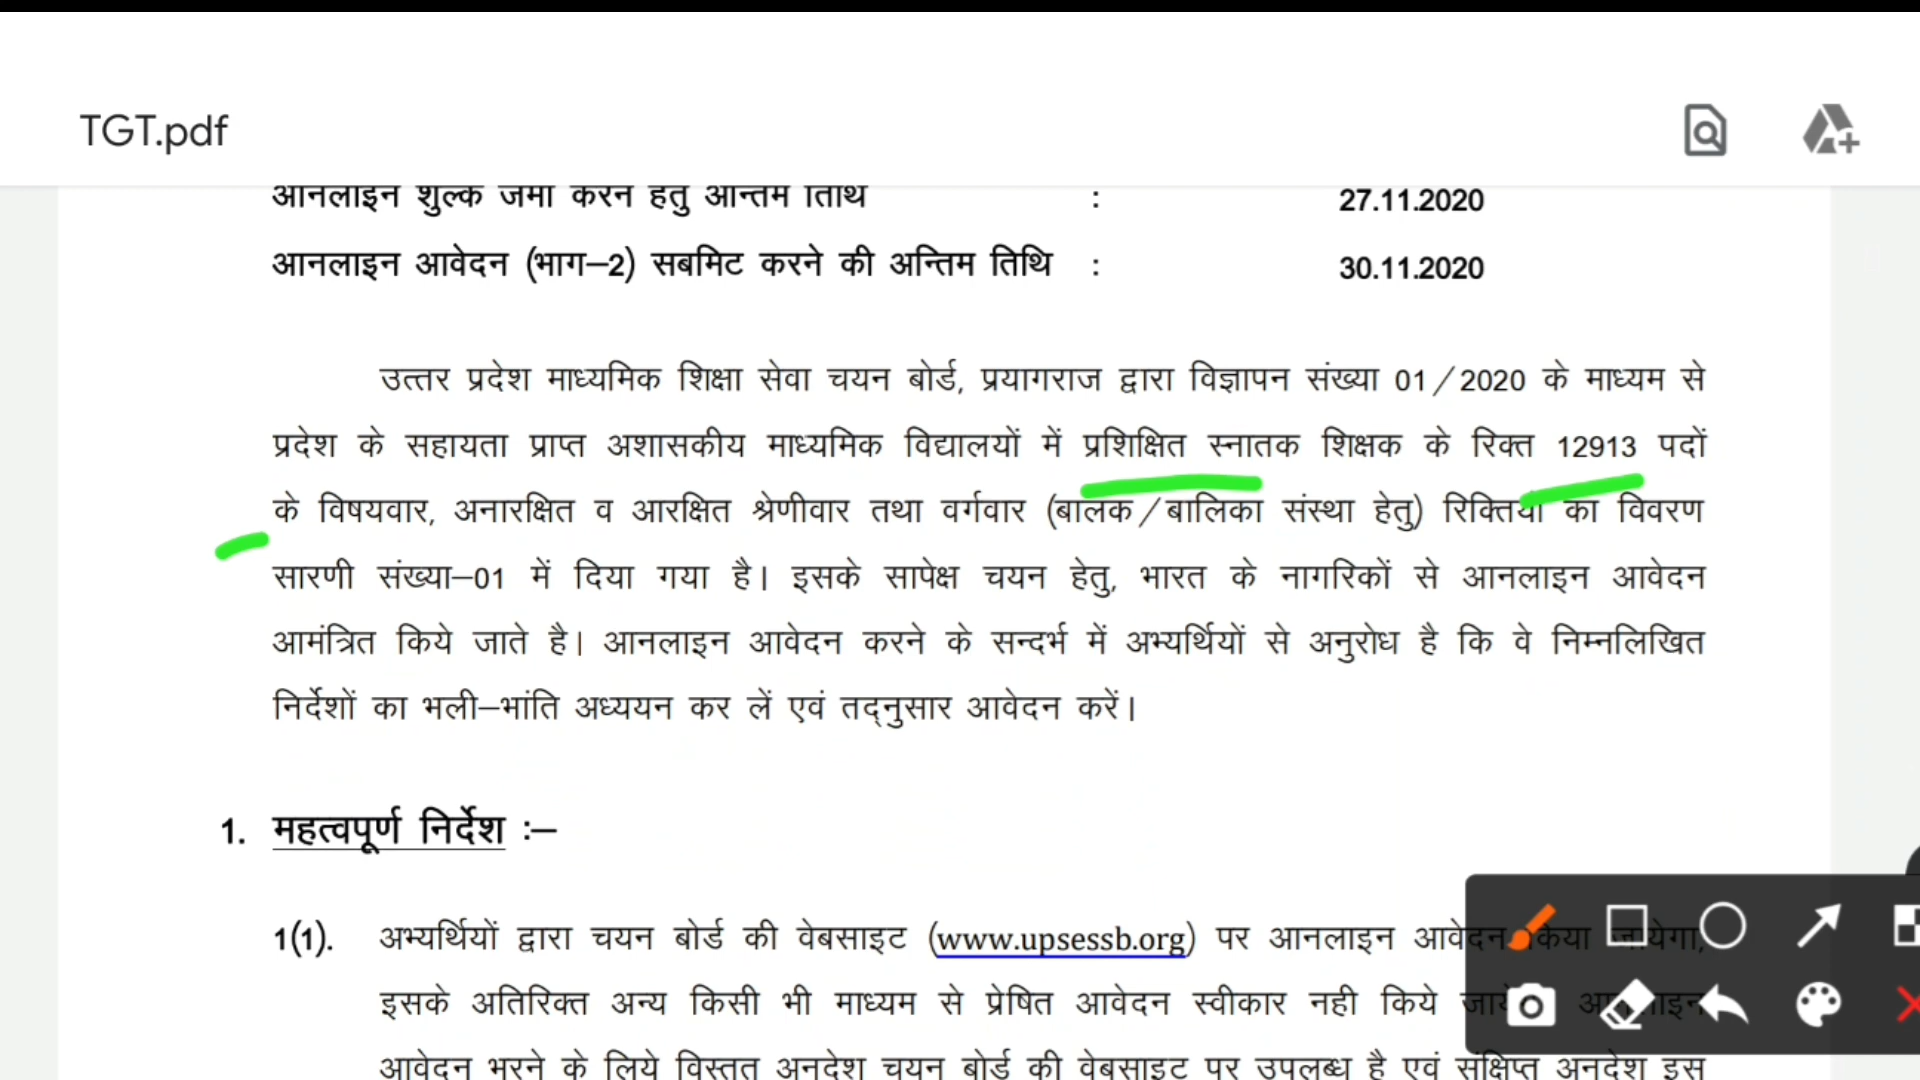 TGT.pdf
आनलाइन शुल्क जमा करने हेतु अन्तिम तिथि : 27.11.2020
आनलाइन आवेदन (भाग–2) सबमिट करने की अन्तिम तिथि : 30.11.2020
उत्तर प्रदेश माध्यमिक शिक्षा सेवा चयन बोर्ड, प्रयागराज द्वारा विज्ञापन संख्या 01/2020 के माध्यम से
प्रदेश के सहायता प्राप्त अशासकीय माध्यमिक विद्यालयों में प्रशिक्षित स्नातक शिक्षक के रिक्त 12913 पदों
के विषयवार, अनारक्षित व आरक्षित श्रेणीवार तथा वर्गवार (बालक/बालिका संस्था हेतु) रिक्तियों का विवरण
सारणी संख्या–01 में दिया गया है। इसके सापेक्ष चयन हेतु, भारत के नागरिकों से आनलाइन आवेदन
आमंत्रित किये जाते है। आनलाइन आवेदन करने के सन्दर्भ में अभ्यर्थियों से अनुरोध है कि वे निम्नलिखित
निर्देशों का भली–भांति अध्ययन कर लें एवं तद्नुसार आवेदन करें।
1. महत्वपूर्ण निर्देश :–
1(1). अभ्यर्थियों द्वारा चयन बोर्ड की वेबसाइट (www.upsessb.org) पर आनलाइन आवेदन किया जायेगा,
इसके अतिरिक्त अन्य किसी भी माध्यम से प्रेषित आवेदन स्वीकार नही किये
आवेदन भरने के लिये विस्तृत अनुदेश चयन बोर्ड की वेबसाइट पर उपलब्ध है एवं संक्षिप्त अनुदेश इस